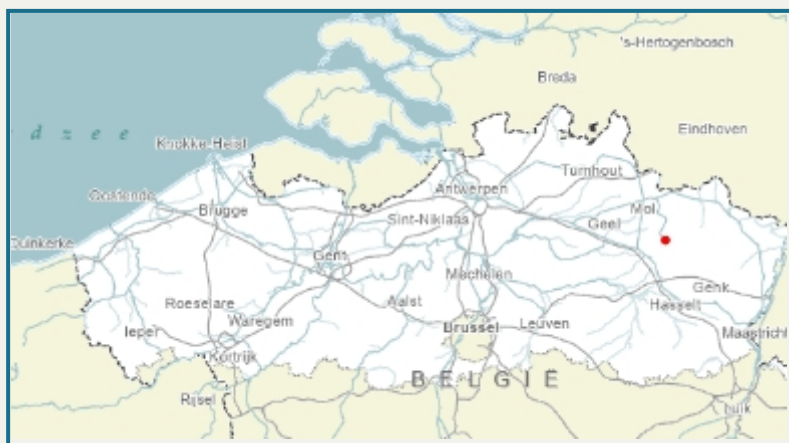 's-Hertogenbosch
Breda
Eindhoven
d z e e
Knokke-Heist
Turnhout
Antwerpen
Oostende
Mol
Brugge
Sint-Niklaas
Geel
Duinkerke
Gent
Mechelen
Genk
Roeselare
Aalst
Hasselt
Ieper
Waregem
Brussel
Leuven
Maastricht
Kortrijk
BELGIË
Rijsel
Luik